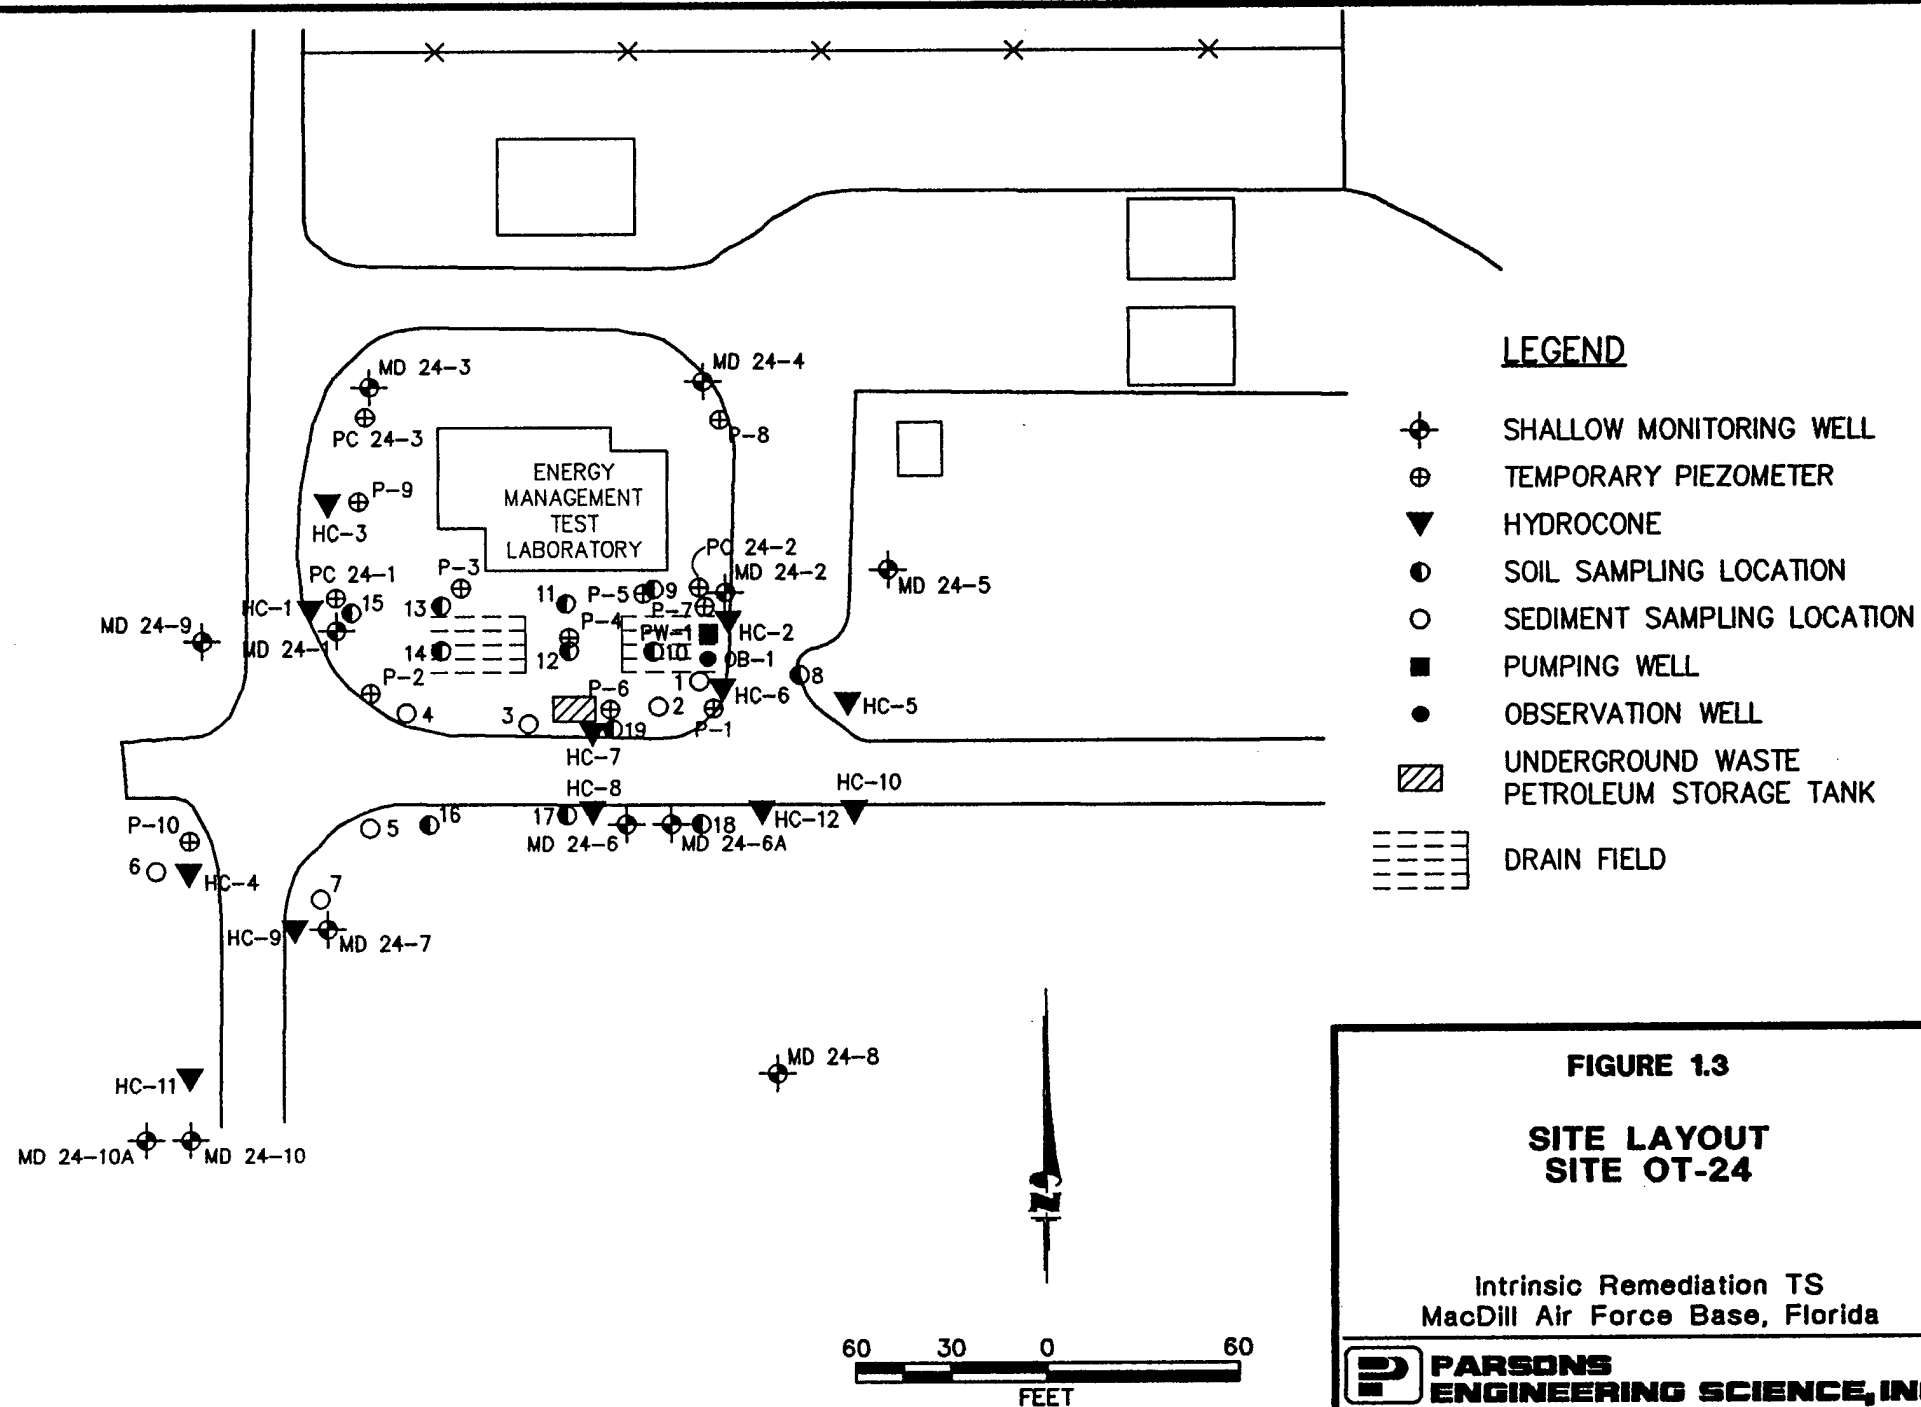 MD 24-3
MD 24-4
PC 24-3
P-8
ENERGY
MANAGEMENT
TEST
LABORATORY
P-9
HC-3
PC 24-2
MD 24-2
MD 24-5
PC 24-1
P-3
11
P-5
9
P-7
HC-1
15
13
MD 24-9
MD 24-1
P-4
PW-1
HC-2
14
12
10
OB-1
P-2
P-6
1
8
HC-6
HC-5
4
3
2
19
P-1
HC-7
HC-8
HC-10
P-10
5
16
17
18
HC-12
MD 24-6
MD 24-6A
6
HC-4
7
HC-9
MD 24-7
MD 24-8
HC-11
MD 24-10A
MD 24-10
LEGEND
SHALLOW MONITORING WELL
TEMPORARY PIEZOMETER
HYDROCONE
SOIL SAMPLING LOCATION
SEDIMENT SAMPLING LOCATION
PUMPING WELL
OBSERVATION WELL
UNDERGROUND WASTE
PETROLEUM STORAGE TANK
DRAIN FIELD
N
60 30 0 60
FEET
FIGURE 1.3
SITE LAYOUT
SITE OT-24
Intrinsic Remediation TS
MacDill Air Force Base, Florida
PARSONS
ENGINEERING SCIENCE, IN